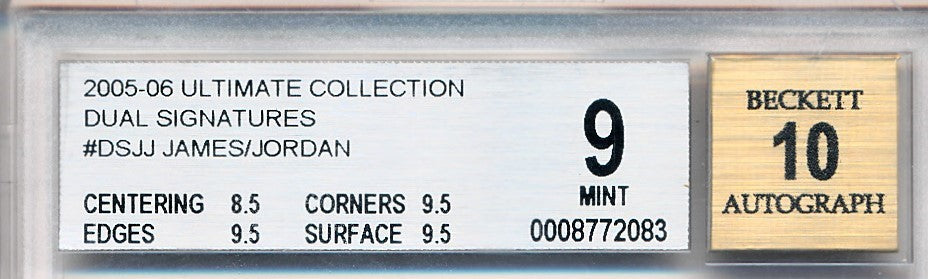 2005-06 ULTIMATE COLLECTION
DUAL SIGNATURES
#DSJJ JAMES/JORDAN
CENTERING 8.5 CORNERS 9.5
EDGES 9.5 SURFACE 9.5
9
MINT
0008772083
BECKETT
10
AUTOGRAPH